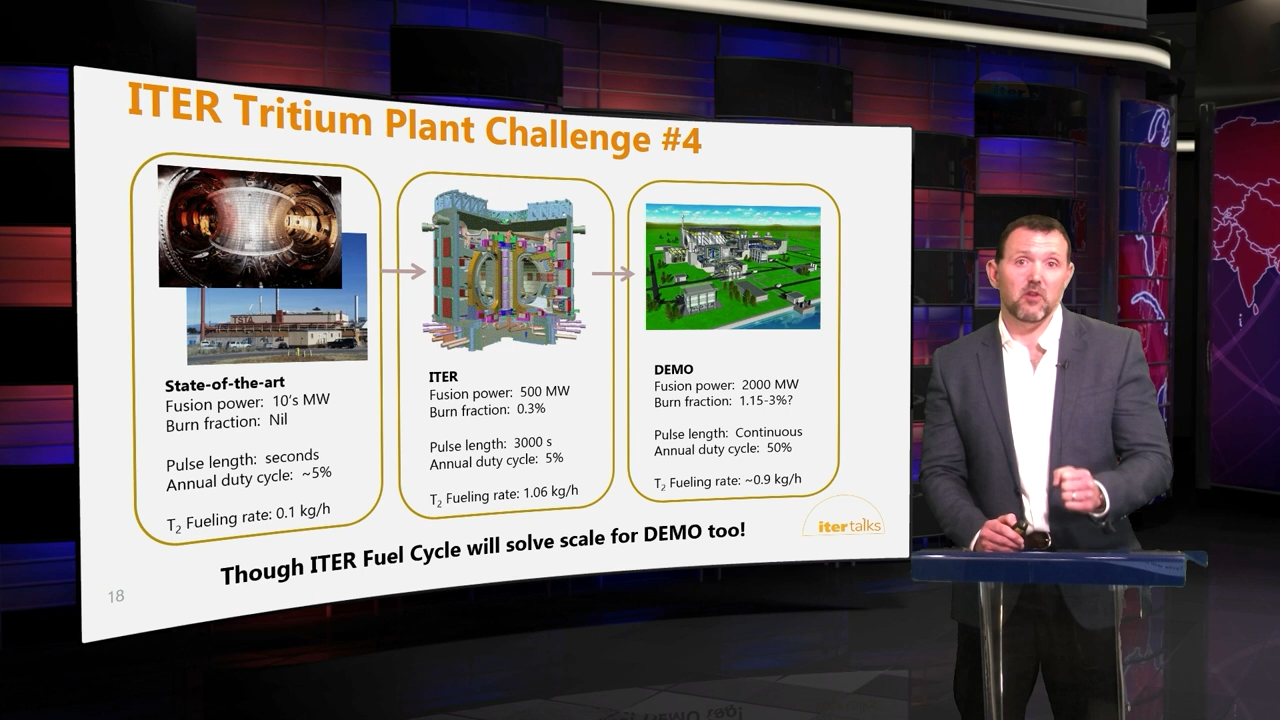 ITER Tritium Plant Challenge #4
State-of-the-art
Fusion power: 10's MW
Burn fraction: Nil
Pulse length: seconds
Annual duty cycle: ~5%
T₂ Fueling rate: 0.1 kg/h
ITER
Fusion power: 500 MW
Burn fraction: 0.3%
Pulse length: 3000 s
Annual duty cycle: 5%
T₂ Fueling rate: 1.06 kg/h
DEMO
Fusion power: 2000 MW
Burn fraction: 1.15-3%?
Pulse length: Continuous
Annual duty cycle: 50%
T₂ Fueling rate: ~0.9 kg/h
iter talks
Though ITER Fuel Cycle will solve scale for DEMO too!
18